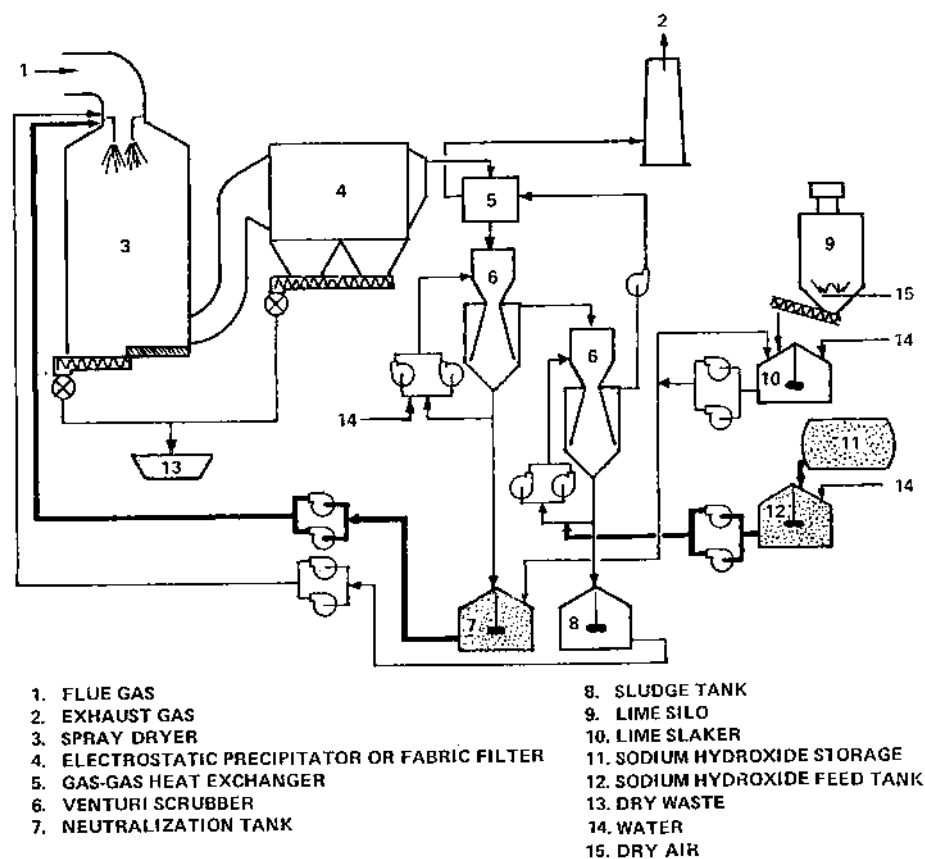 2
1
9
4
5
3
6
15
14
10
6
11
14
13
14
12
7
8
1. FLUE GAS
2. EXHAUST GAS
3. SPRAY DRYER
4. ELECTROSTATIC PRECIPITATOR OR FABRIC FILTER
5. GAS-GAS HEAT EXCHANGER
6. VENTURI SCRUBBER
7. NEUTRALIZATION TANK
8. SLUDGE TANK
9. LIME SILO
10. LIME SLAKER
11. SODIUM HYDROXIDE STORAGE
12. SODIUM HYDROXIDE FEED TANK
13. DRY WASTE
14. WATER
15. DRY AIR